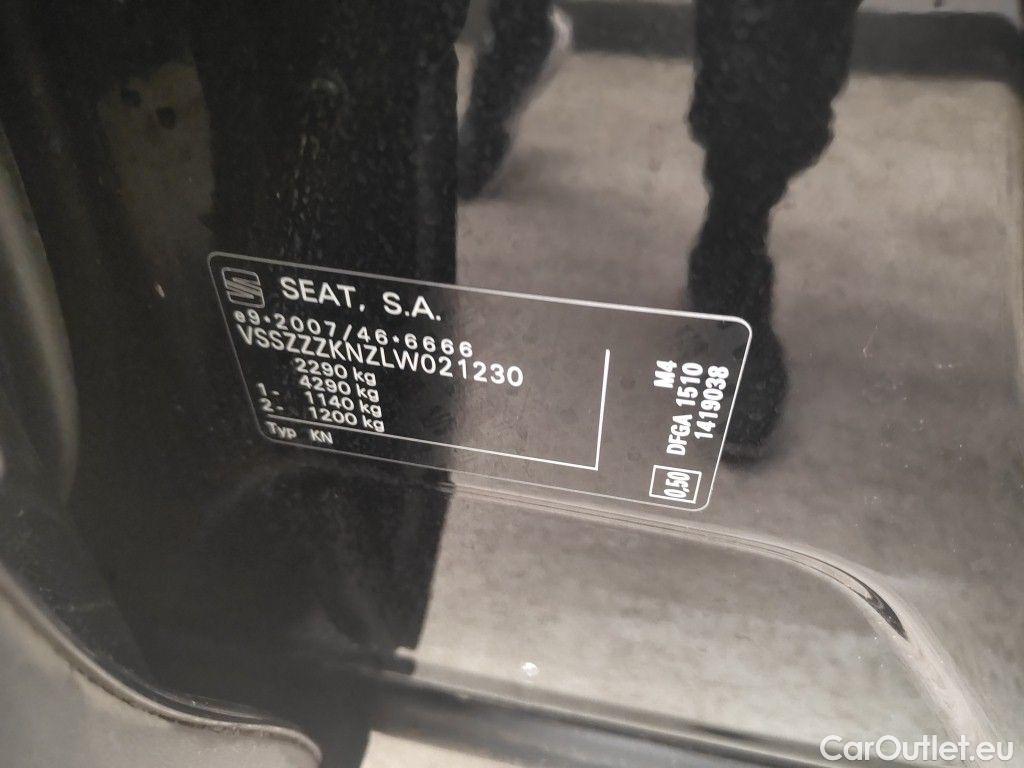 SEAT, S.A.
e9*2007/46*6666
VSSZZZKNZLW021230
2290 kg
4290 kg
1.- 1140 kg
2.- 1200 kg
Typ KN
M4
DFGA 1510
1419038
0,50
CarOutlet.eu